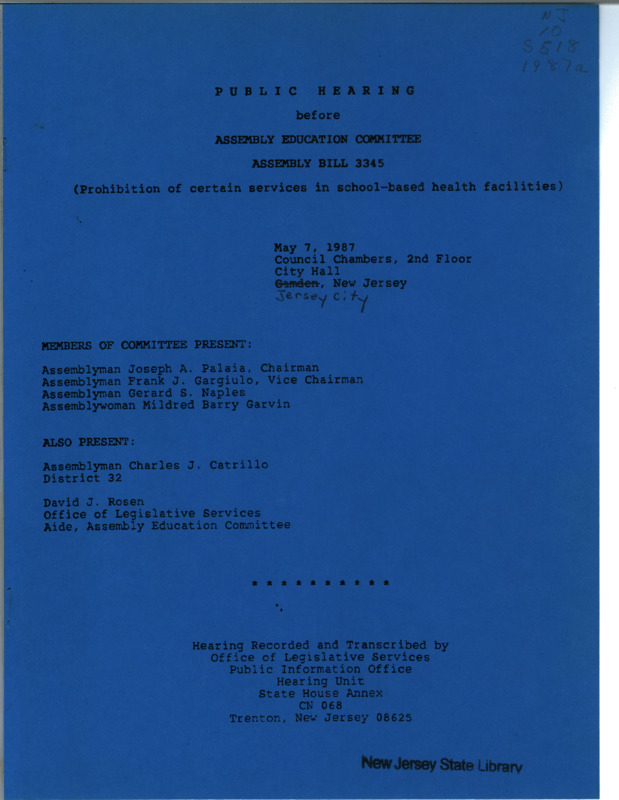 NJ
10
S E18
1987a
PUBLIC HEARING
before
ASSEMBLY EDUCATION COMMITTEE
ASSEMBLY BILL 3345
(Prohibition of certain services in school-based health facilities)
May 7, 1987
Council Chambers, 2nd Floor
City Hall
Camden, New Jersey
Jersey City
MEMBERS OF COMMITTEE PRESENT:
Assemblyman Joseph A. Palaia, Chairman
Assemblyman Frank J. Gargiulo, Vice Chairman
Assemblyman Gerard S. Naples
Assemblywoman Mildred Barry Garvin
ALSO PRESENT:
Assemblyman Charles J. Catrillo
District 32
David J. Rosen
Office of Legislative Services
Aide, Assembly Education Committee
* * * * * * * * * *
Hearing Recorded and Transcribed by
Office of Legislative Services
Public Information Office
Hearing Unit
State House Annex
CN 068
Trenton, New Jersey 08625
New Jersey State Library